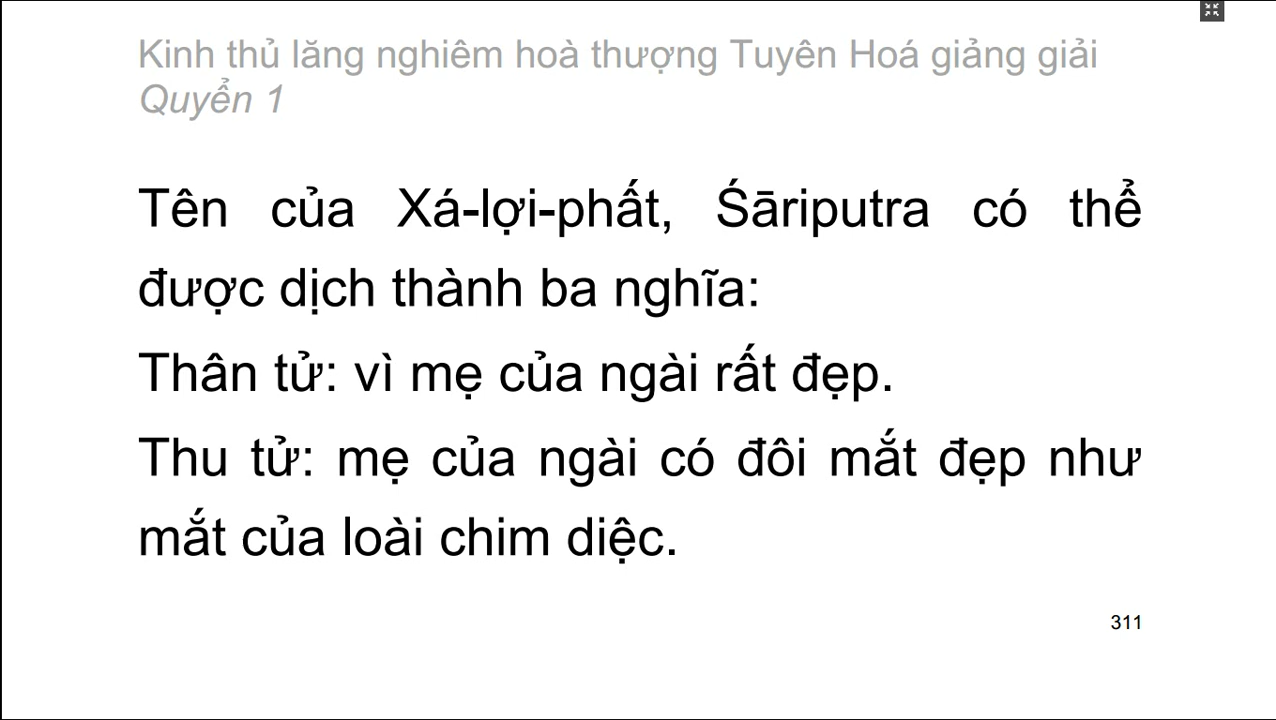 Kinh thủ lăng nghiêm hoà thượng Tuyên Hoá giảng giải
Quyển 1
Tên của Xá-lợi-phất, Śāriputra có thể
được dịch thành ba nghĩa:
Thân tử: vì mẹ của ngài rất đẹp.
Thu tử: mẹ của ngài có đôi mắt đẹp như
mắt của loài chim diệc.
311